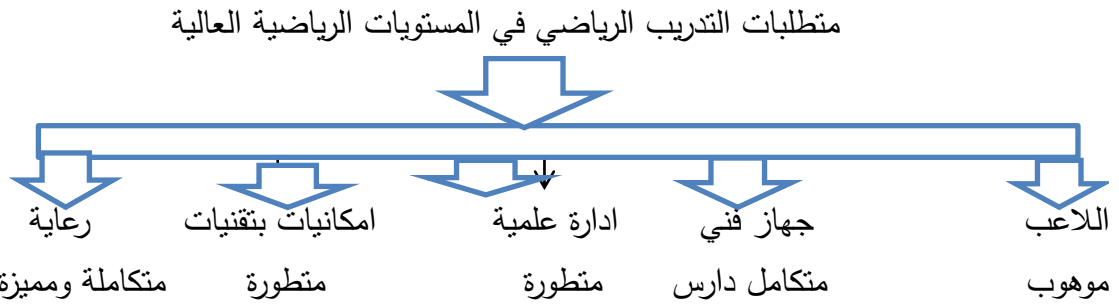 متطلبات التدريب الرياضي في المستويات الرياضية العالية
اللاعب جهاز فني ادارة علمية امكانيات بتقنيات رعاية
موهوب متكامل دارس متطورة متطورة متكاملة ومميزة